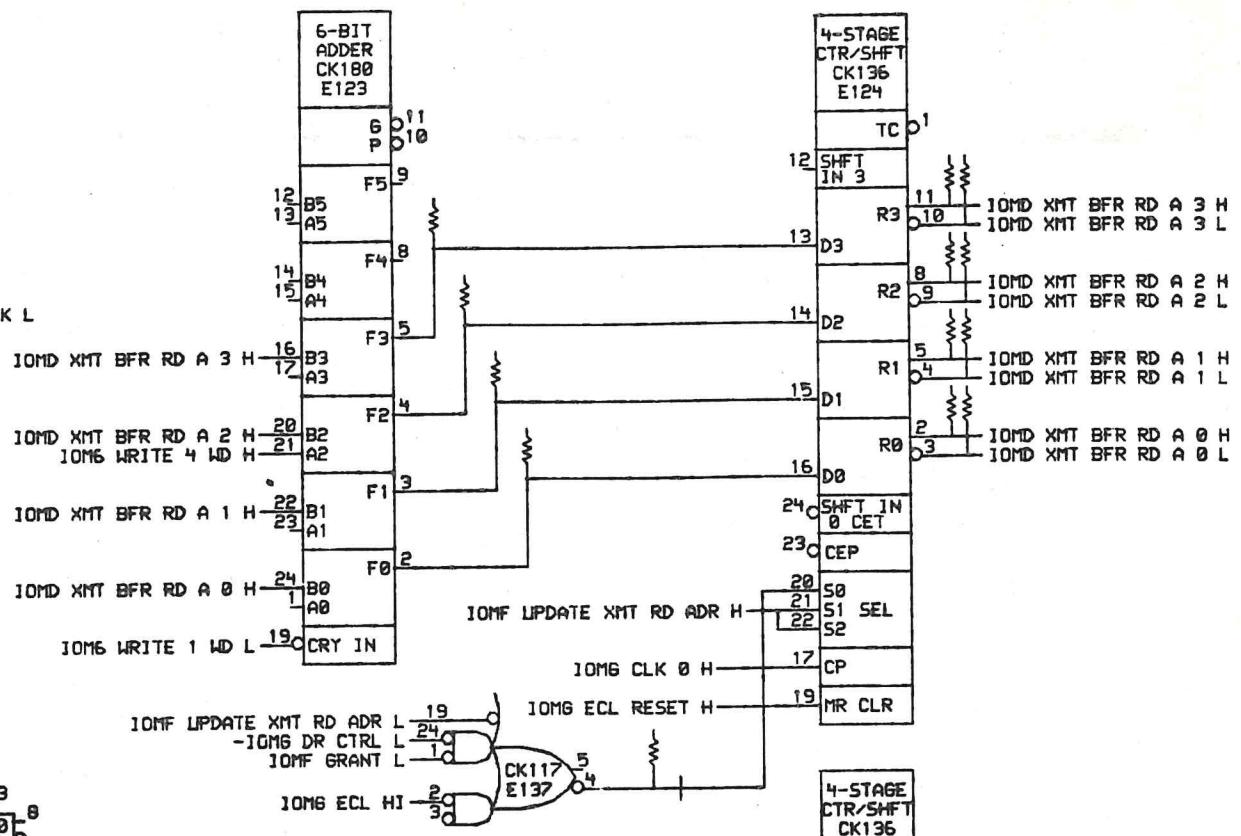 6-BIT
ADDER
CK180
E123
G 11
P 10
F5 9
12 B5
13 A5
F4 8
14 B4
15 A4
K L
F3 5
IOMD XMT BFR RD A 3 H 16 B3
17 A3
F2 4
IOMD XMT BFR RD A 2 H 20 B2
IOM6 WRITE 4 WD H 21 A2
F1 3
IOMD XMT BFR RD A 1 H 22 B1
23 A1
F0 2
IOMD XMT BFR RD A 0 H 24 B0
1 A0
IOM6 WRITE 1 WD L 19 CRY IN
4-STAGE
CTR/SHFT
CK136
E124
TC 1
12 SHFT
IN 3
R3 11 IOMD XMT BFR RD A 3 H
10 IOMD XMT BFR RD A 3 L
13 D3
R2 8 IOMD XMT BFR RD A 2 H
9 IOMD XMT BFR RD A 2 L
14 D2
R1 5 IOMD XMT BFR RD A 1 H
4 IOMD XMT BFR RD A 1 L
15 D1
R0 2 IOMD XMT BFR RD A 0 H
3 IOMD XMT BFR RD A 0 L
16 D0
24 SHFT IN
0 CET
23 CEP
20 S0
IOMF UPDATE XMT RD ADR H 21 S1 SEL
22 S2
IOM6 CLK 0 H 17 CP
IOMG ECL RESET H 19 MR CLR
IOMF UPDATE XMT RD ADR L 19
-IOMG DR CTRL L 24
IOMF GRANT L 1
CK117 5
E137 4
IOM6 ECL HI 2
3
4-STAGE
CTR/SHFT
CK136
3
0 8